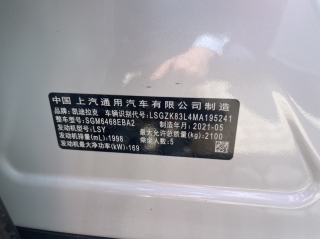 中国 上汽通用汽车有限公司制造
品牌:凯迪拉克 车辆识别代号:LSGZK83L4MA195241
整车型号:SGM6468EBA2 制造年月:2021-05
发动机型号:LSY 最大允许总质量(kg):2100
发动机排量(mL):1998 乘坐人数:5
发动机最大净功率(kW):169